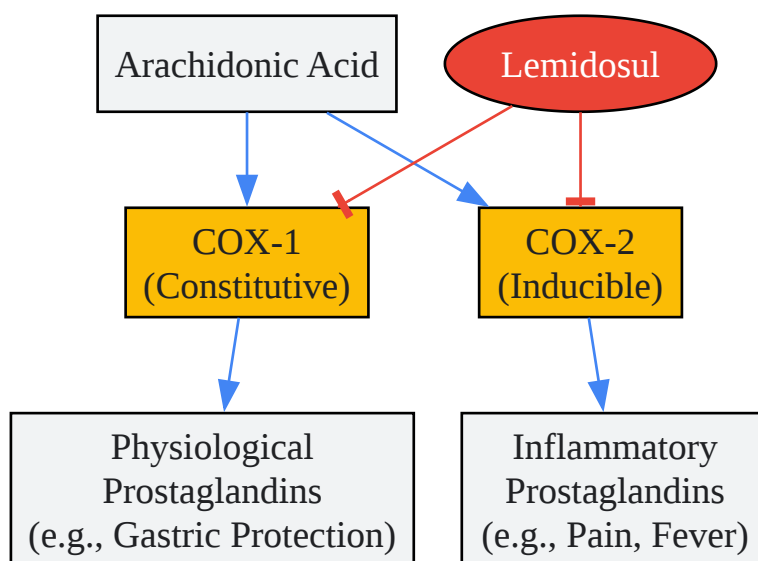 Arachidonic Acid
Lemidosul
COX-1
(Constitutive)
COX-2
(Inducible)
Physiological
Prostaglandins
(e.g., Gastric Protection)
Inflammatory
Prostaglandins
(e.g., Pain, Fever)